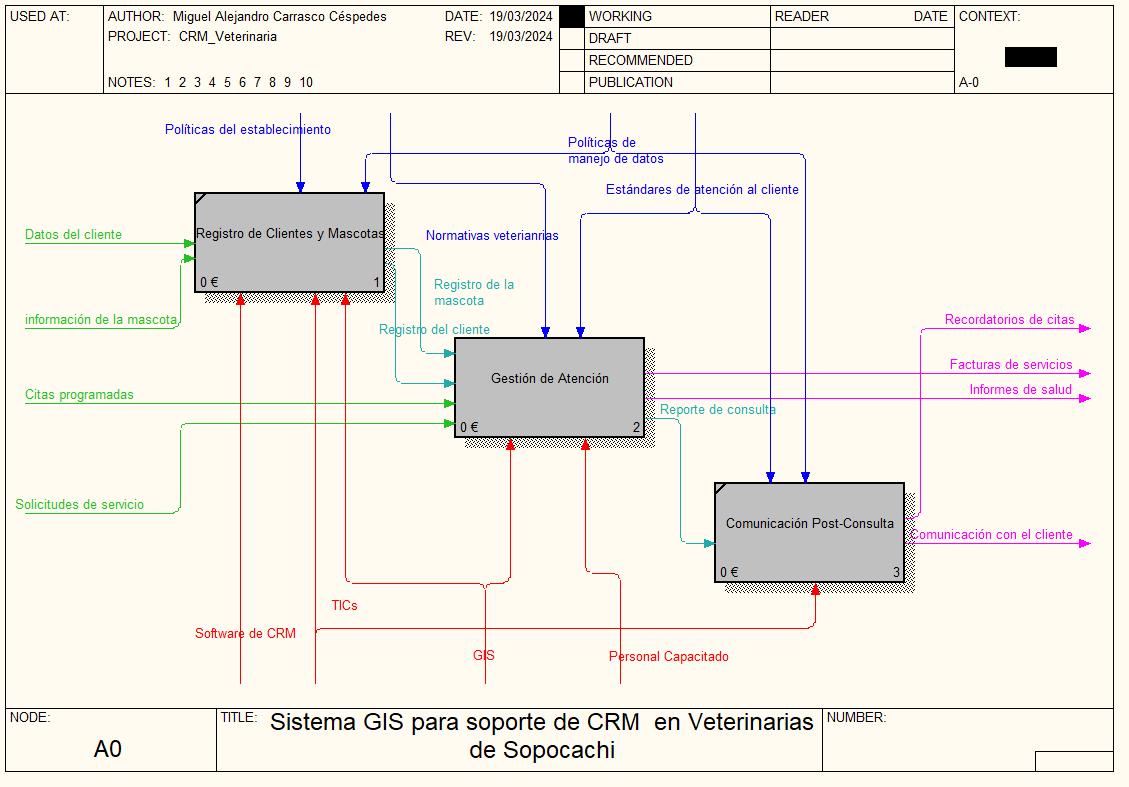 USED AT:
AUTHOR: Miguel Alejandro Carrasco Céspedes
DATE: 19/03/2024
PROJECT: CRM_Veterinaria
REV: 19/03/2024
NOTES: 1 2 3 4 5 6 7 8 9 10
WORKING
DRAFT
RECOMMENDED
PUBLICATION
READER DATE
CONTEXT:
A-0
Políticas del establecimiento
Políticas de
manejo de datos
Estándares de atención al cliente
Normativas veterianrias
Datos del cliente
información de la mascota
Registro de Clientes y Mascotas
0 € 1
Registro de la
mascota
Registro del cliente
Citas programadas
Solicitudes de servicio
Gestión de Atención
0 € 2
Recordatorios de citas
Facturas de servicios
Informes de salud
Reporte de consulta
Comunicación Post-Consulta
0 € 3
Comunicación con el cliente
TICs
Software de CRM
GIS
Personal Capacitado
NODE:
A0
TITLE: Sistema GIS para soporte de CRM en Veterinarias
de Sopocachi
NUMBER: